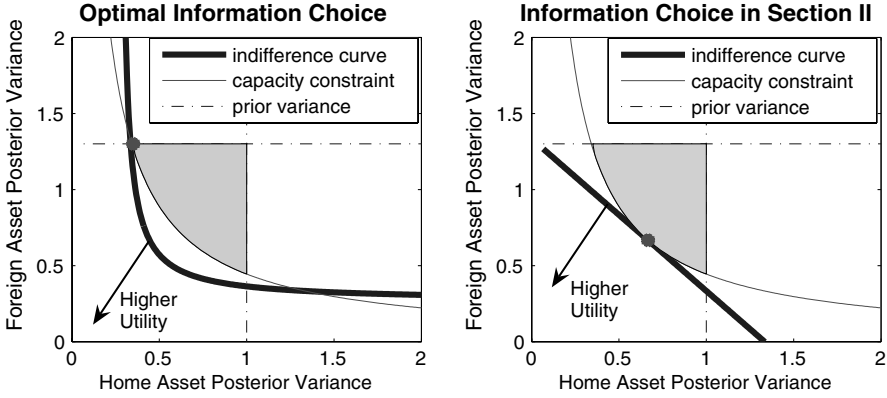 Optimal Information Choice
Foreign Asset Posterior Variance
2
1.5
1
0.5
0
indifference curve
capacity constraint
prior variance
Higher
Utility
0
0.5
1
1.5
2
Home Asset Posterior Variance
Information Choice in Section II
Foreign Asset Posterior Variance
2
1.5
1
0.5
0
indifference curve
capacity constraint
prior variance
Higher
Utility
0
0.5
1
1.5
2
Home Asset Posterior Variance